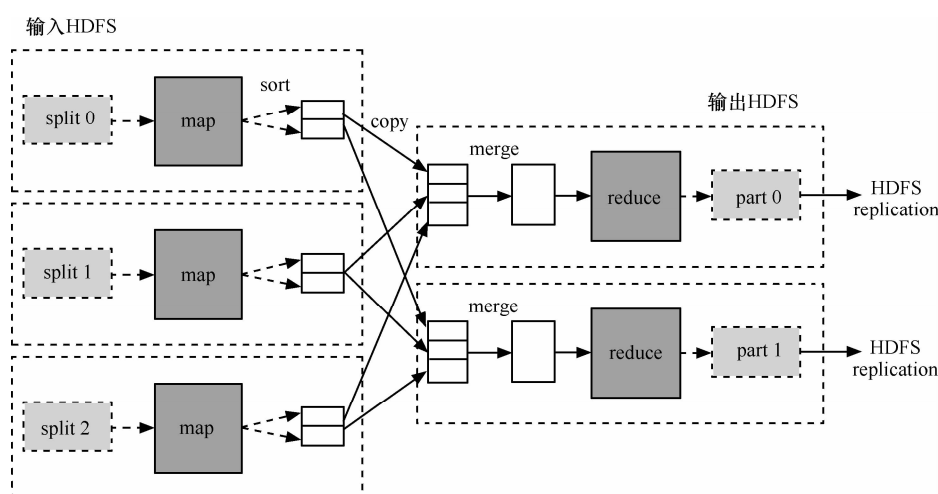 输入HDFS
split 0
map
sort
copy
split 1
map
split 2
map
输出HDFS
merge
reduce
part 0
HDFS
replication
merge
reduce
part 1
HDFS
replication